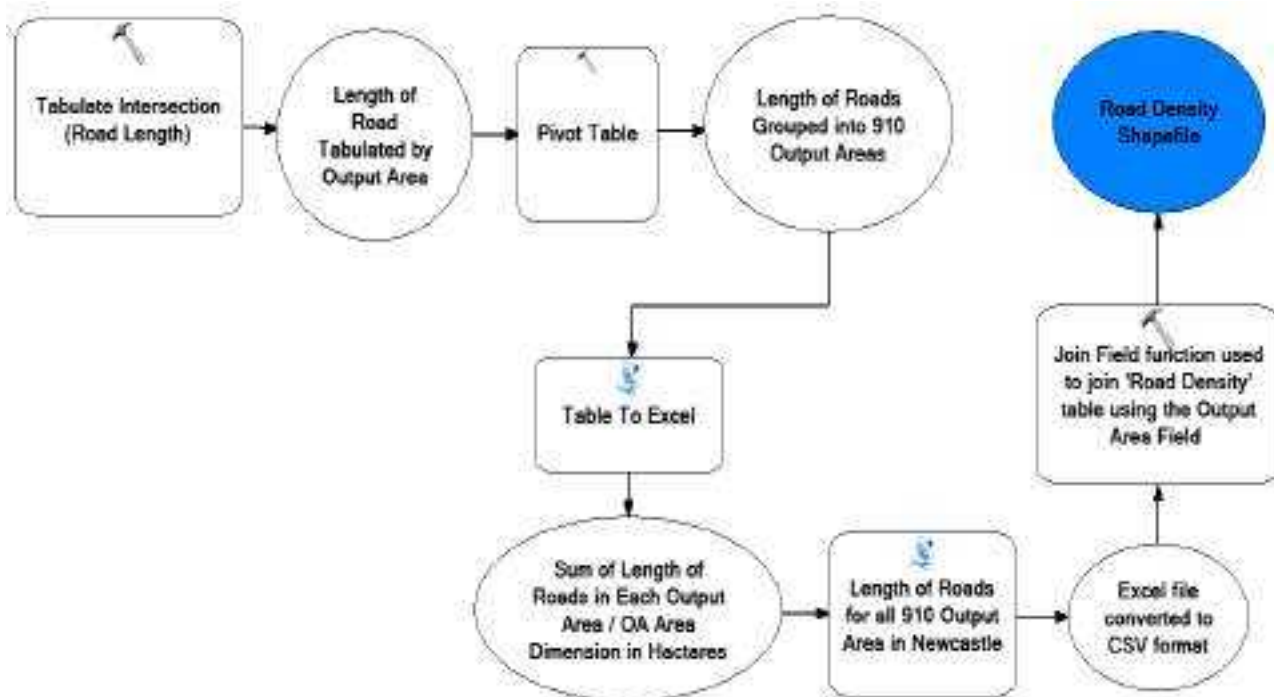 Tabulate Intersection
(Road Length)
Length of
Road
Tabulated by
Output Area
Pivot Table
Length of Roads
Grouped into 910
Output Areas
Road Density
Shapefile
Table To Excel
Join Field function used
to join 'Road Density'
table using the Output
Area Field
Sum of Length of
Roads in Each Output
Area / OA Area
Dimension in Hectares
Length of Roads
for all 910 Output
Area in Newcastle
Excel file
converted to
CSV format